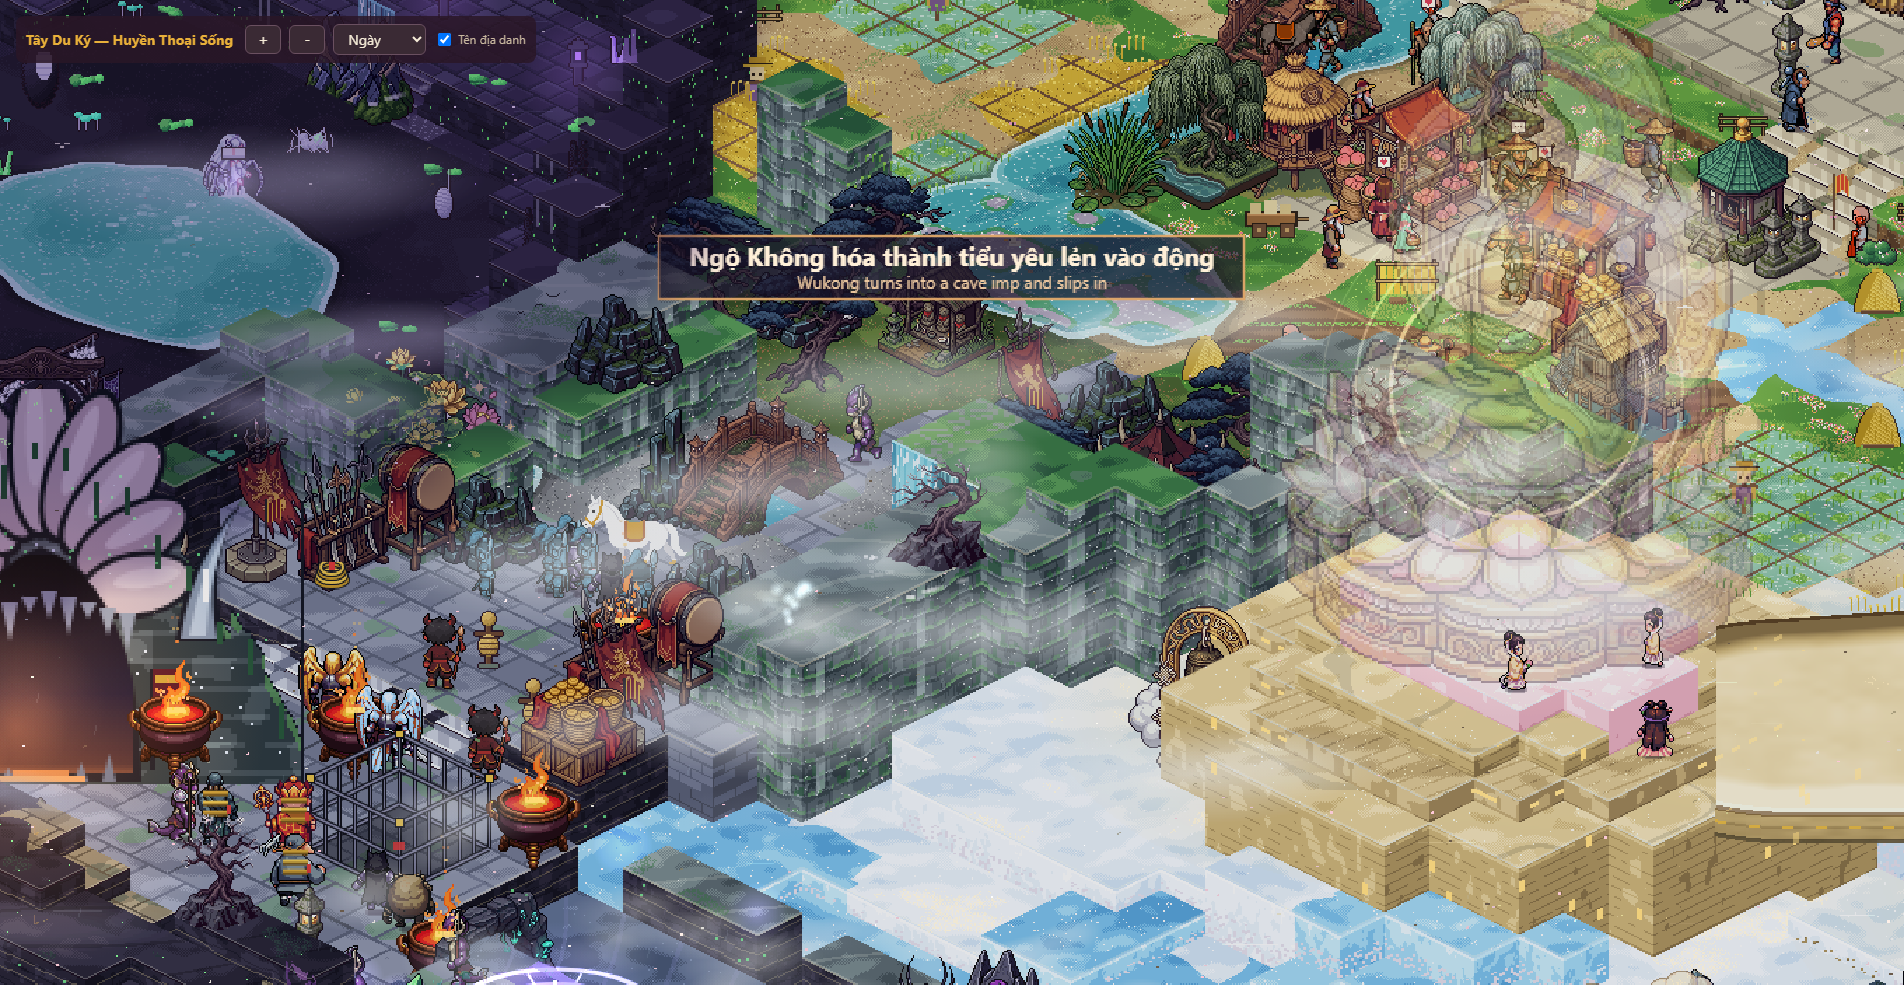 Tây Du Ký — Huyền Thoại Sống + - Ngày Tên địa danh
Ngộ Không hóa thành tiểu yêu lẻn vào động
Wukong turns into a cave imp and slips in